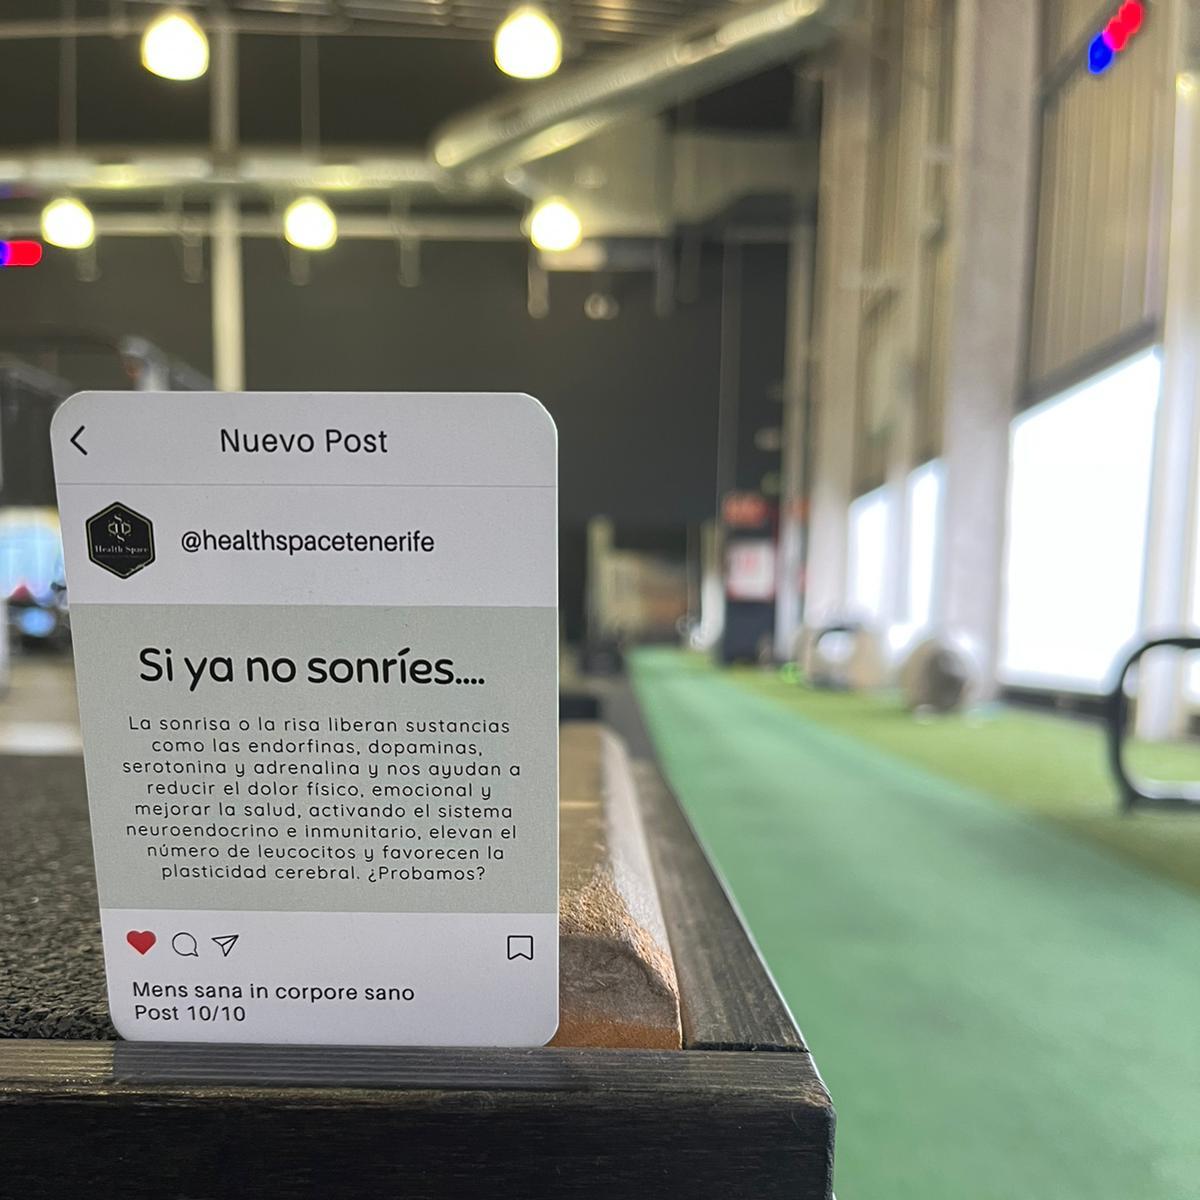 Nuevo Post
Health Space
@healthspacetenerife
Si ya no sonríes....
La sonrisa o la risa liberan sustancias
como las endorfinas, dopaminas,
serotonina y adrenalina y nos ayudan a
reducir el dolor físico, emocional y
mejorar la salud, activando el sistema
neuroendocrino e inmunitario, elevan el
número de leucocitos y favorecen la
plasticidad cerebral. ¿Probamos?
Mens sana in corpore sano
Post 10/10